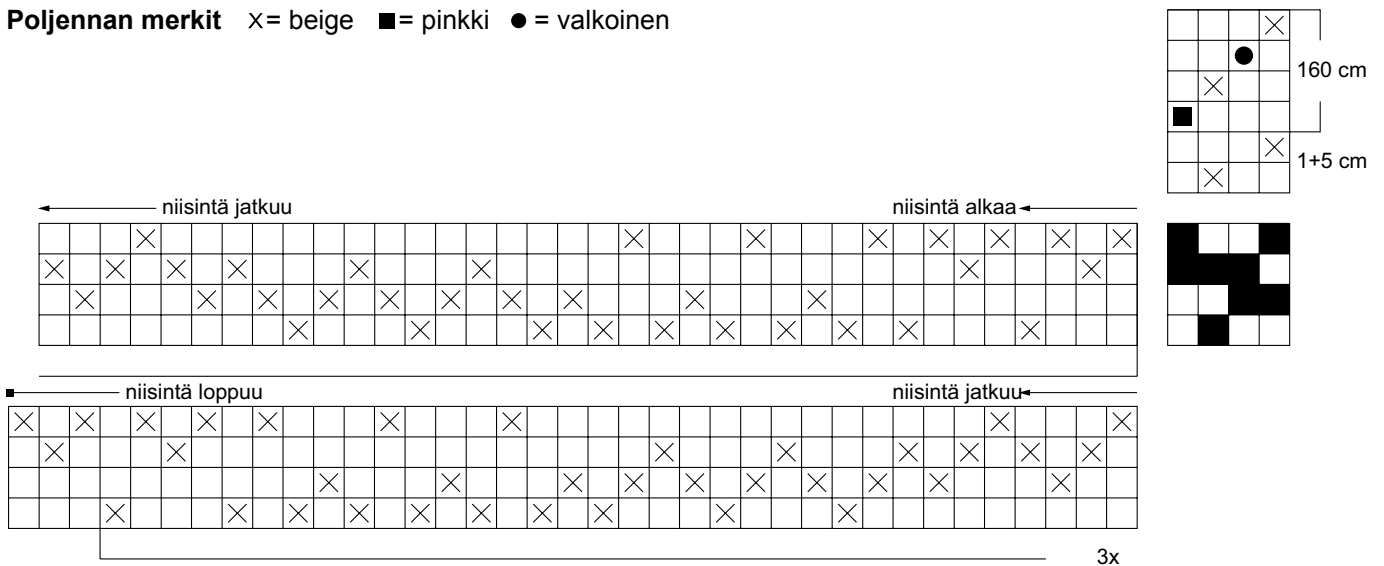 Poljennan merkit X= beige ■= pinkki ●= valkoinen
160 cm
1+5 cm
niisintä jatkuu niisintä alkaa
niisintä loppuu niisintä jatkuu
3x